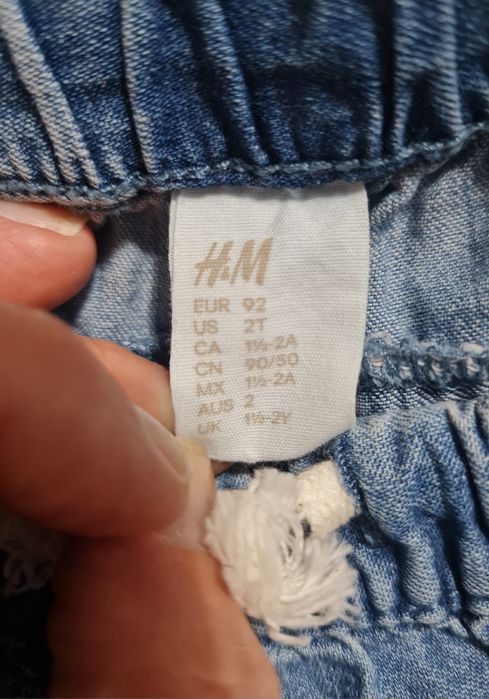 H&M
EUR 92
US 2T
CA 1½-2A
CN 90/50
MX 1½-2A
AUS 2
UK 1½-2Y